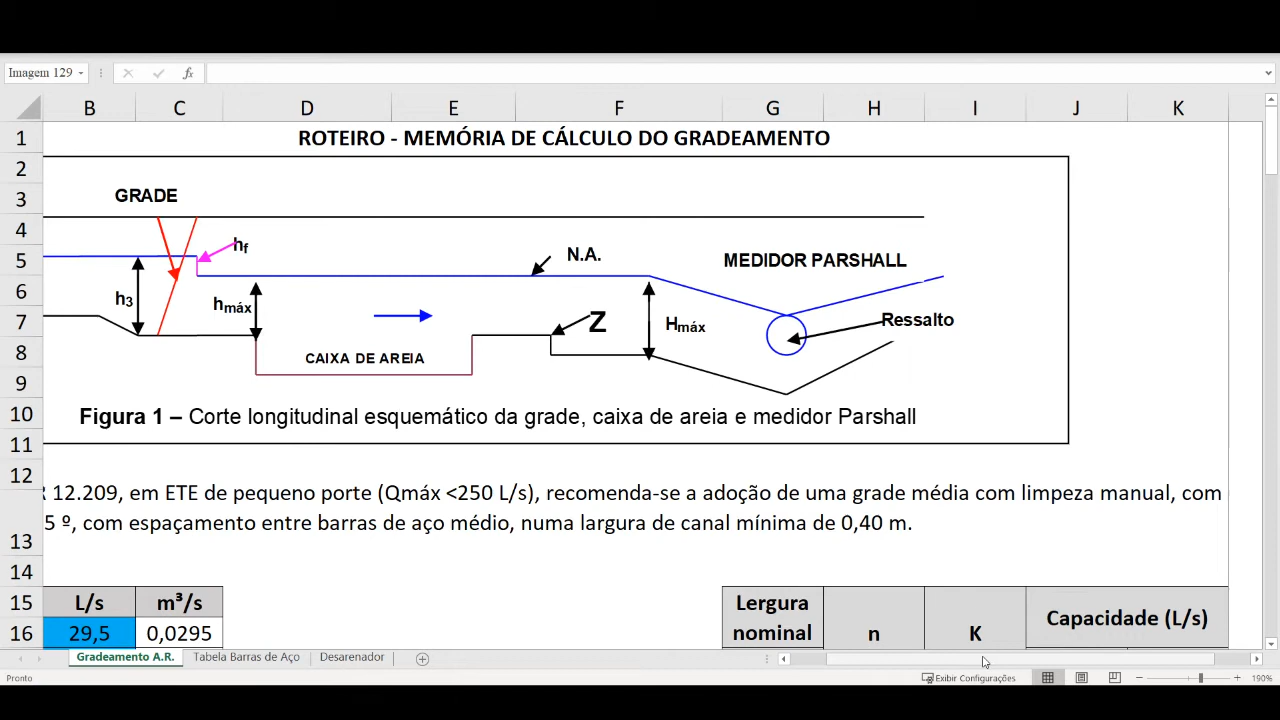 Imagem 129
fx
B C D E F G H I J K
1 ROTEIRO - MEMÓRIA DE CÁLCULO DO GRADEAMENTO
2
3 GRADE
4
5 hf N.A. MEDIDOR PARSHALL
6 h3 hmáx
7 Z Hmáx Ressalto
8 CAIXA DE AREIA
9
10 Figura 1 – Corte longitudinal esquemático da grade, caixa de areia e medidor Parshall
11
12
R 12.209, em ETE de pequeno porte (Qmáx <250 L/s), recomenda-se a adoção de uma grade média com limpeza manual, com
5 º, com espaçamento entre barras de aço médio, numa largura de canal mínima de 0,40 m.
13
14
15 L/s m³/s Lergura
16 29,5 0,0295 nominal n K Capacidade (L/s)
Gradeamento A.R. Tabela Barras de Aço Desarenador
Pronto Exibir Configurações 190%